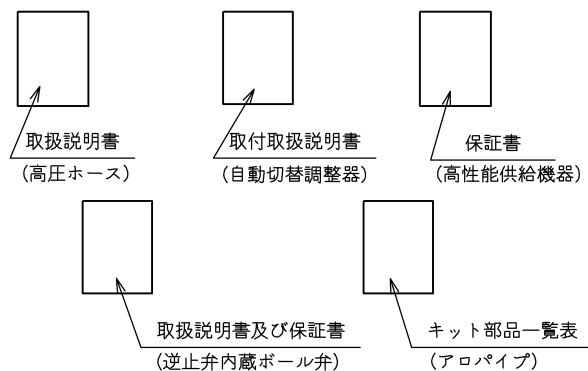 取扱説明書
(高圧ホース)
取付取扱説明書
(自動切替調整器)
保証書
(高性能供給機器)
取扱説明書及び保証書
(逆止弁内蔵ボール弁)
キット部品一覧表
(アロパイプ)